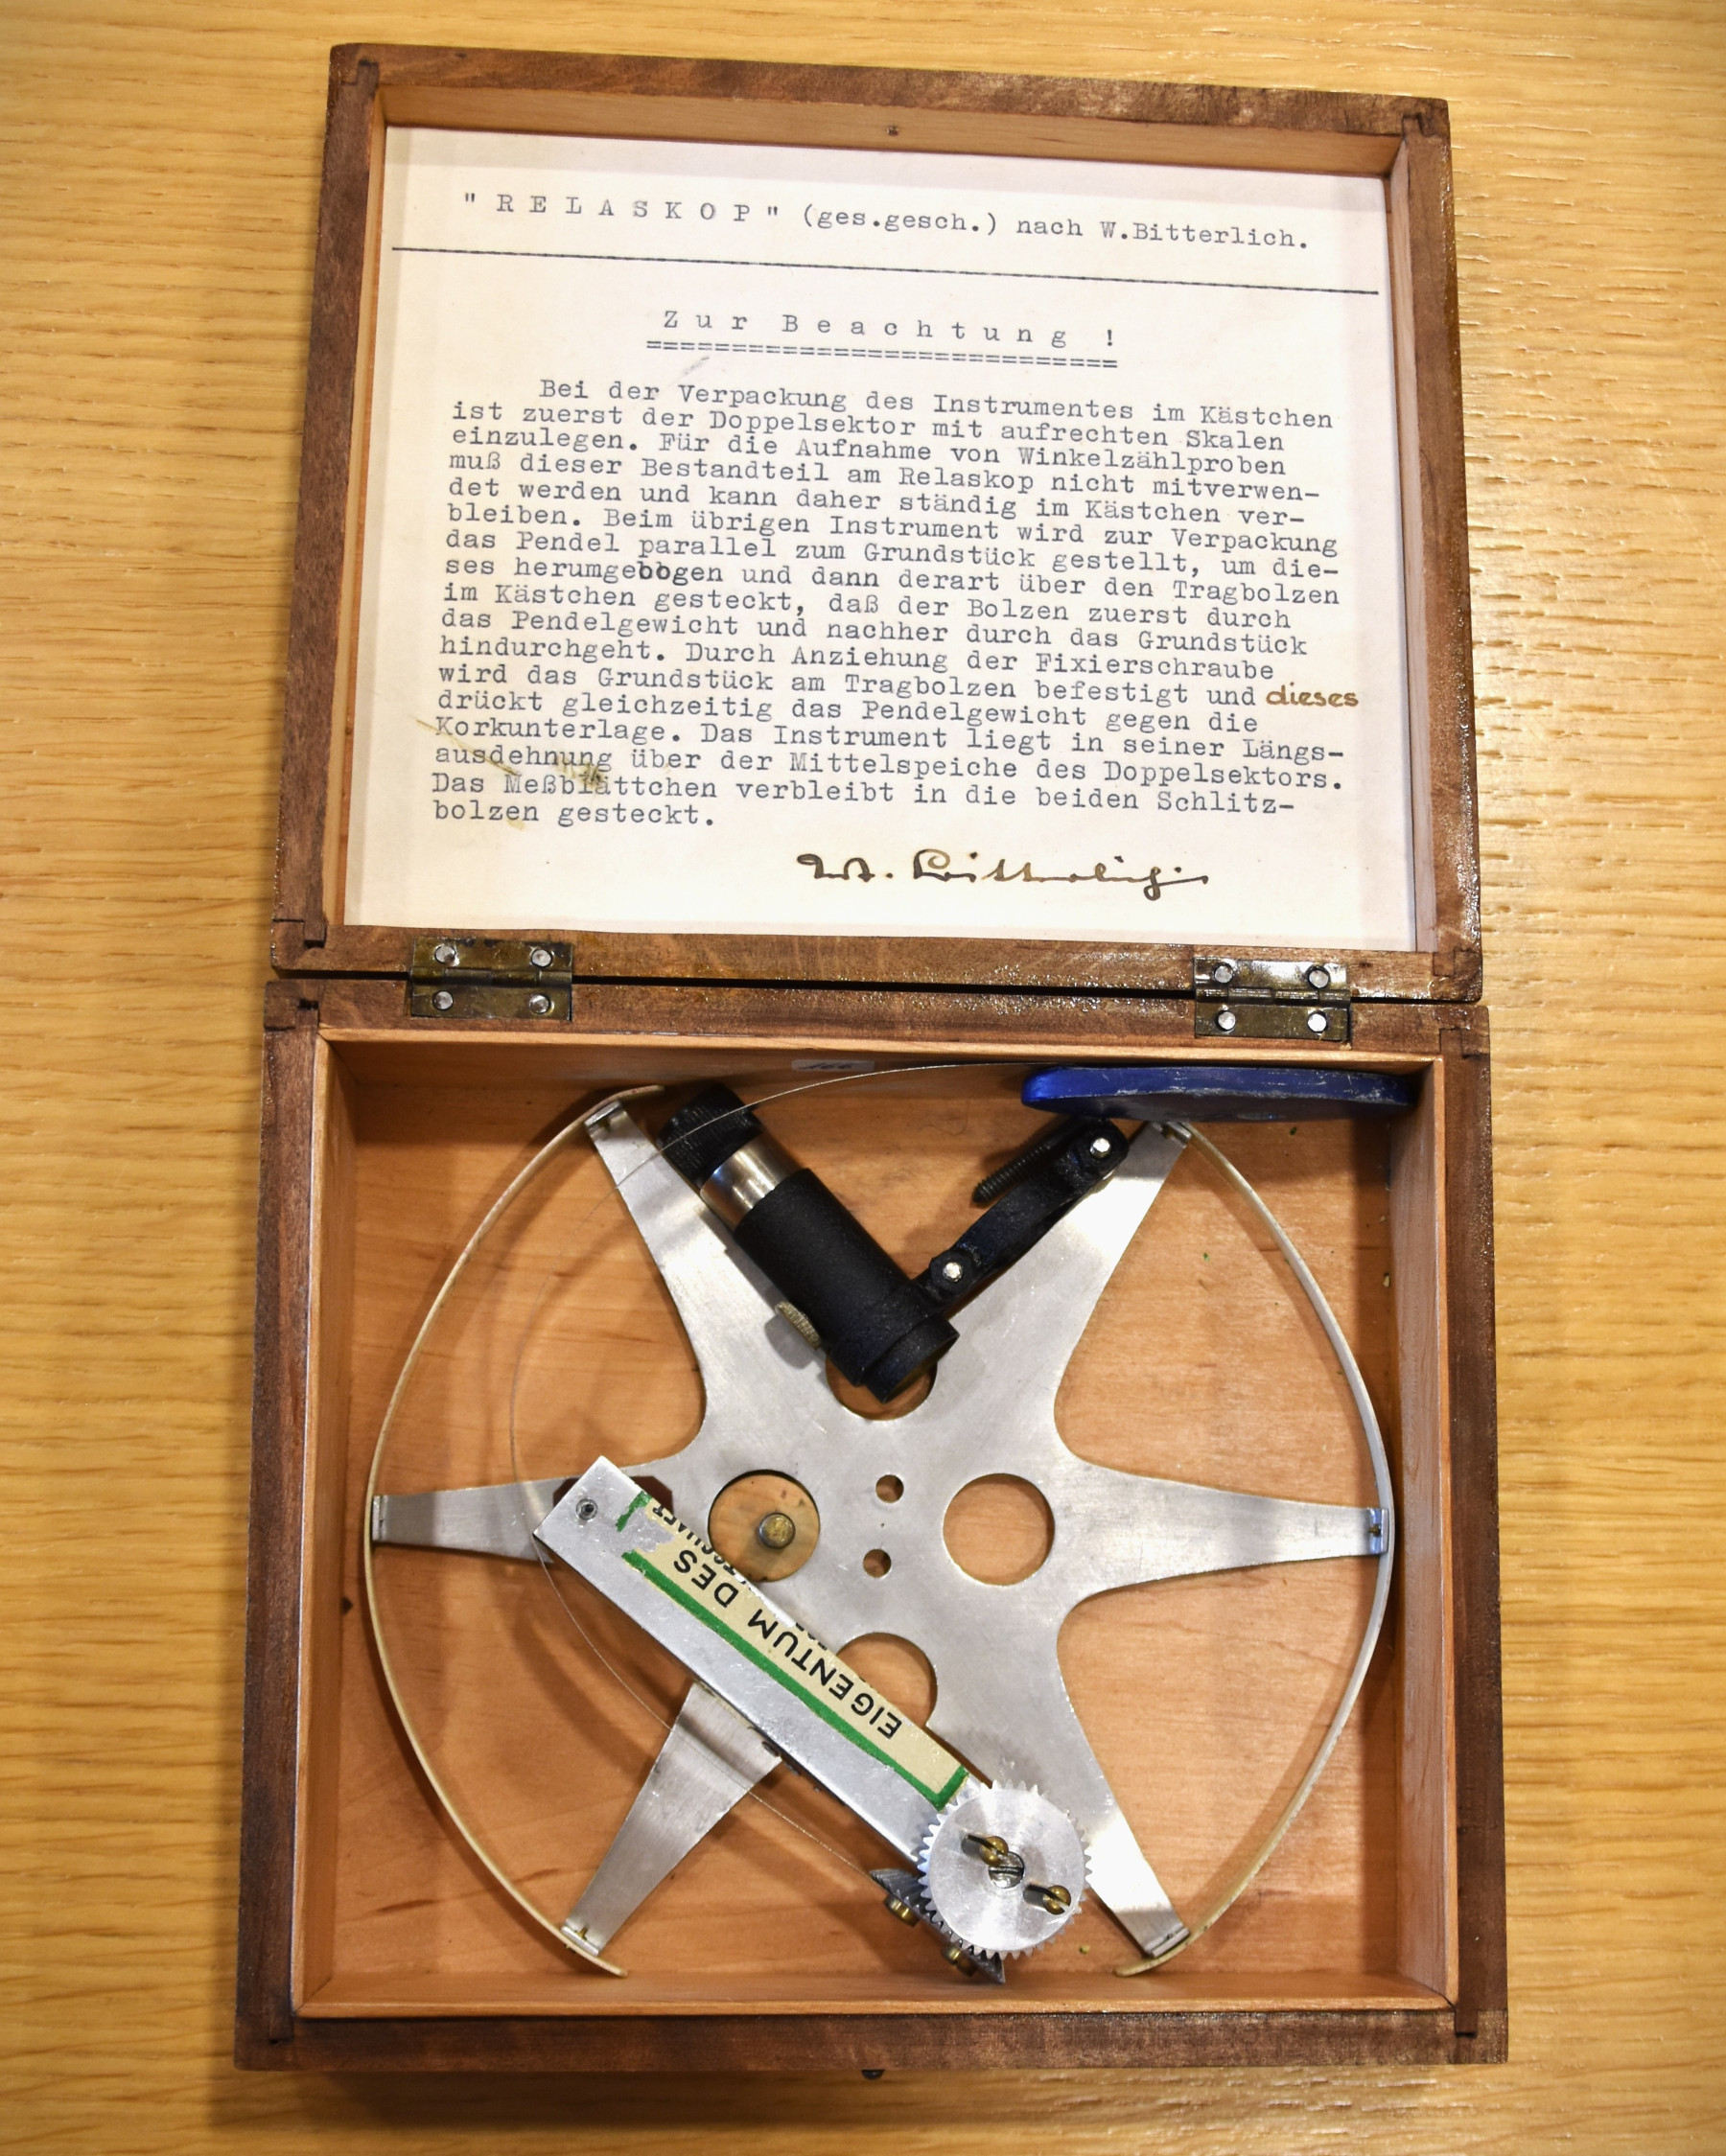 " R E L A S K O P " (ges.gesch.) nach W.Bitterlich.
Z u r B e a c h t u n g !
Bei der Verpackung des Instrumentes im Kästchen
ist zuerst der Doppelsektor mit aufrechten Skalen
einzulegen. Für die Aufnahme von Winkelzählproben
muß dieser Bestandteil am Relaskop nicht mitverwen-
det werden und kann daher ständig im Kästchen ver-
bleiben. Beim übrigen Instrument wird zur Verpackung
das Pendel parallel zum Grundstück gestellt, um die-
ses herumgebogen und dann derart über den Tragbolzen
im Kästchen gesteckt, daß der Bolzen zuerst durch
das Pendelgewicht und nachher durch das Grundstück
hindurchgeht. Durch Anziehung der Fixierschraube
wird das Grundstück am Tragbolzen befestigt und dieses
drückt gleichzeitig das Pendelgewicht gegen die
Korkunterlage. Das Instrument liegt in seiner Längs-
ausdehnung über der Mittelspeiche des Doppelsektors.
Das Meßblättchen verbleibt in die beiden Schlitz-
bolzen gesteckt.
W. Bitterlich
EIGENTUM DES